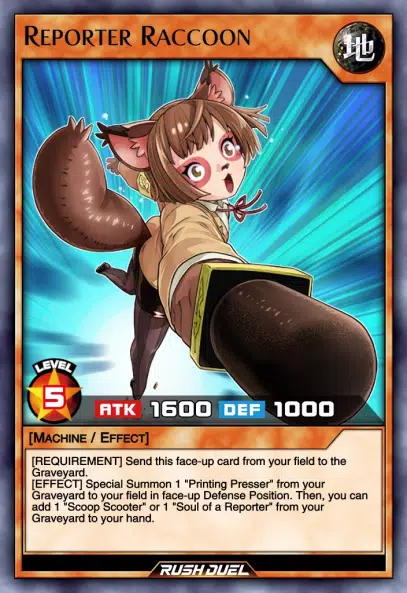 REPORTER RACCOON
地
LEVEL
5
ATK 1600 DEF 1000
[MACHINE / EFFECT]
[REQUIREMENT] Send this face-up card from your field to the
Graveyard.
[EFFECT] Special Summon 1 "Printing Presser" from your
Graveyard to your field in face-up Defense Position. Then, you can
add 1 "Scoop Scooter" or 1 "Soul of a Reporter" from your
Graveyard to your hand.
RUSH DUEL